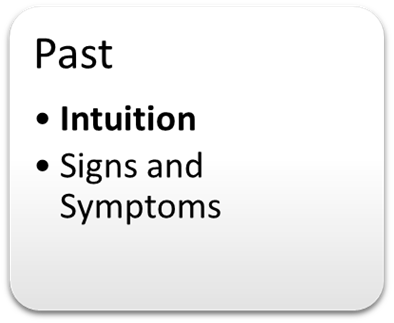 Past
• Intuition
• Signs and
Symptoms